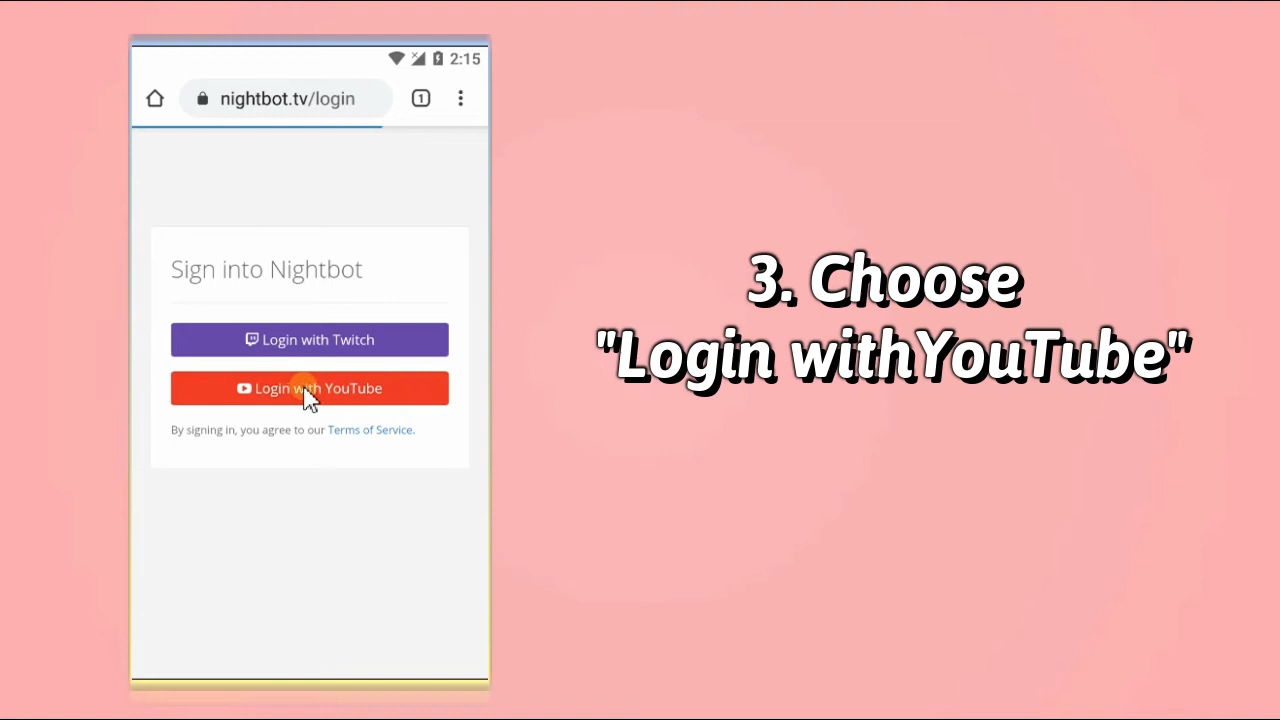 2:15
nightbot.tv/login
1
Sign into Nightbot
Login with Twitch
Login with YouTube
By signing in, you agree to our Terms of Service.
3. Choose
"Login withYouTube"